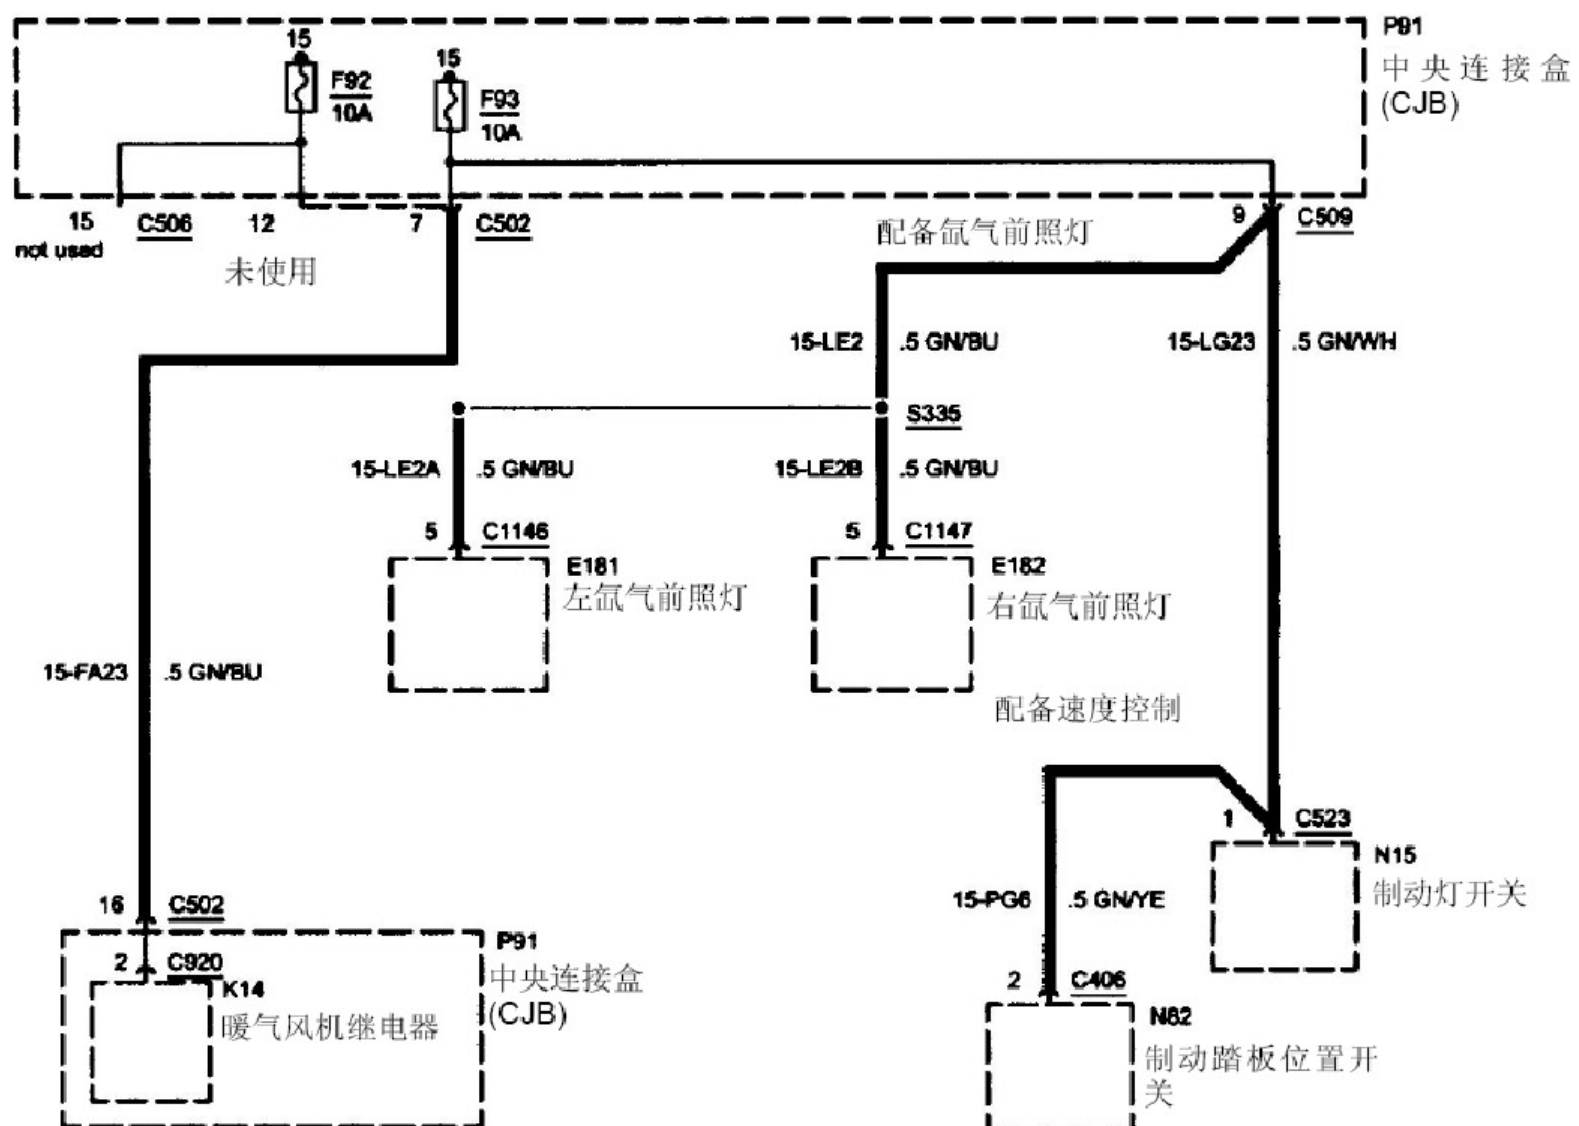 P91
中央连接盒
(CJB)
15
F92
10A
15
F93
10A
15
C506
12
7
C502
9
C509
not used
未使用
配备氙气前照灯
15-LE2
.5 GN/BU
15-LG23
.5 GN/WH
S335
15-LE2A
.5 GN/BU
15-LE2B
.5 GN/BU
5
C1146
5
C1147
E181
左氙气前照灯
E182
右氙气前照灯
15-FA23
.5 GN/BU
配备速度控制
1
C523
N15
制动灯开关
15-PG6
.5 GN/YE
16
C502
P91
中央连接盒
(CJB)
2
C920
K14
暖气风机继电器
2
C406
N82
制动踏板位置开
关